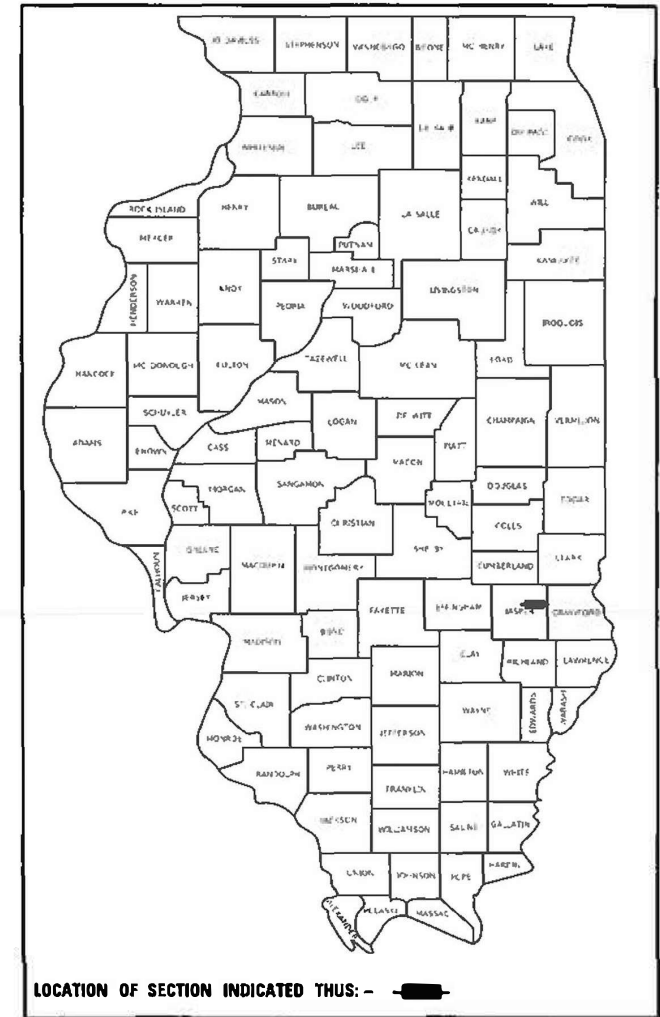 JO DAVIESS STEPHENSON WINNEBAGO BOONE MC HENRY LAKE
CARROLL OGLE DE KALB KANE DU PAGE COOK
WHITESIDE LEE
KENDALL
ROCK ISLAND HENRY BUREAU LA SALLE GRUNDY WILL
MERCER PUTNAM
STARK MARSHALL KANKAKEE
HENDERSON WARREN KNOX PEORIA WOODFORD LIVINGSTON
IROQUOIS
HANCOCK MC DONOUGH FULTON TAZEWELL MC LEAN FORD
MASON
SCHUYLER LOGAN DE WITT CHAMPAIGN VERMILION
ADAMS BROWN CASS MENARD PIATT
MACON
MORGAN SANGAMON DOUGLAS
PIKE SCOTT MOULTRIE EDGAR
CHRISTIAN COLES
GREENE SHELBY
CALHOUN MACOUPIN MONTGOMERY CUMBERLAND CLARK
JERSEY FAYETTE EFFINGHAM JASPER CRAWFORD
MADISON BOND
CLAY RICHLAND LAWRENCE
CLINTON MARION
ST. CLAIR WAYNE EDWARDS WABASH
WASHINGTON JEFFERSON
MONROE
RANDOLPH PERRY HAMILTON WHITE
FRANKLIN
JACKSON WILLIAMSON SALINE GALLATIN
UNION JOHNSON POPE HARDIN
ALEXANDER PULASKI MASSAC
LOCATION OF SECTION INDICATED THUS: -